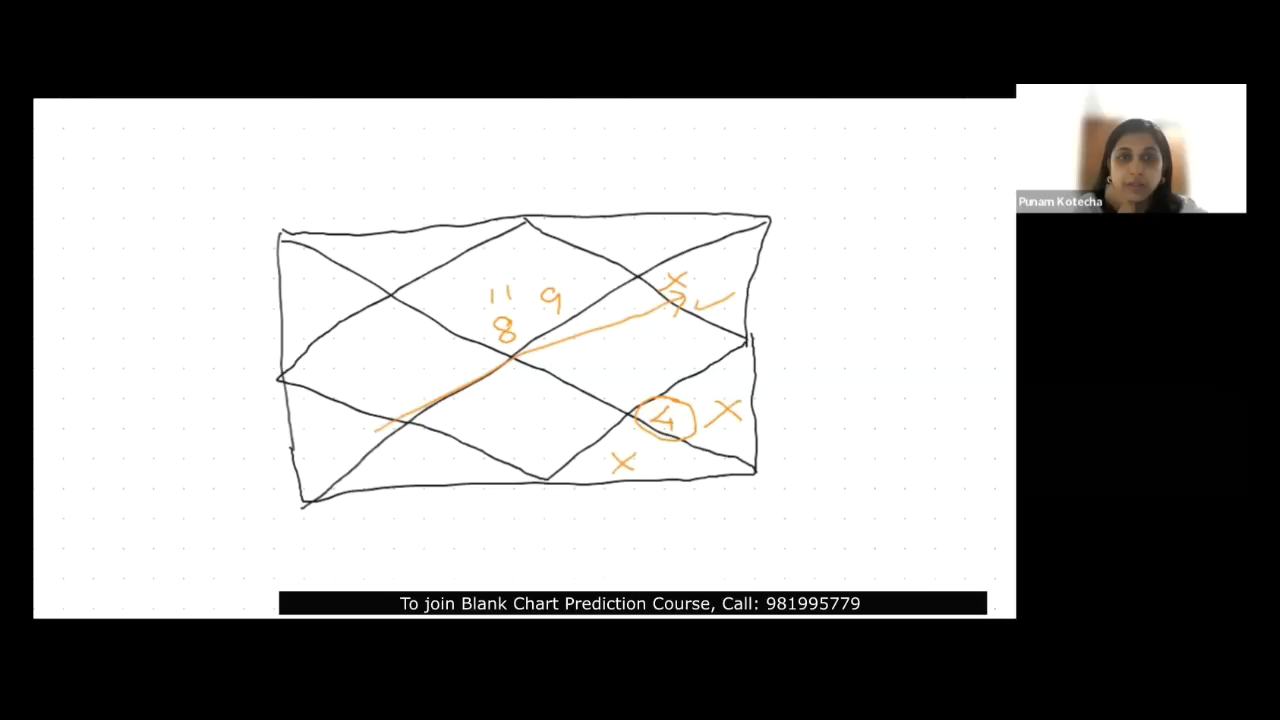 Punam Kotecha
x
11 9
8
4 x
x
To join Blank Chart Prediction Course, Call: 981995779